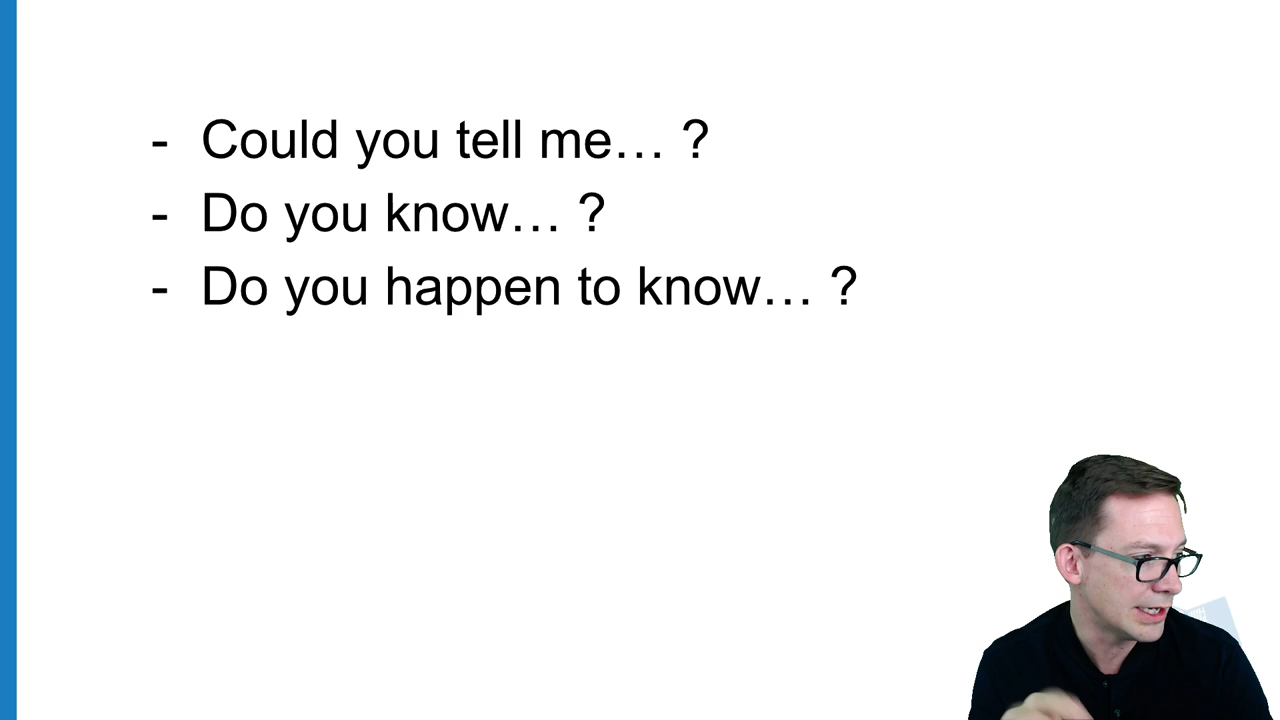 - Could you tell me… ?
- Do you know… ?
- Do you happen to know… ?